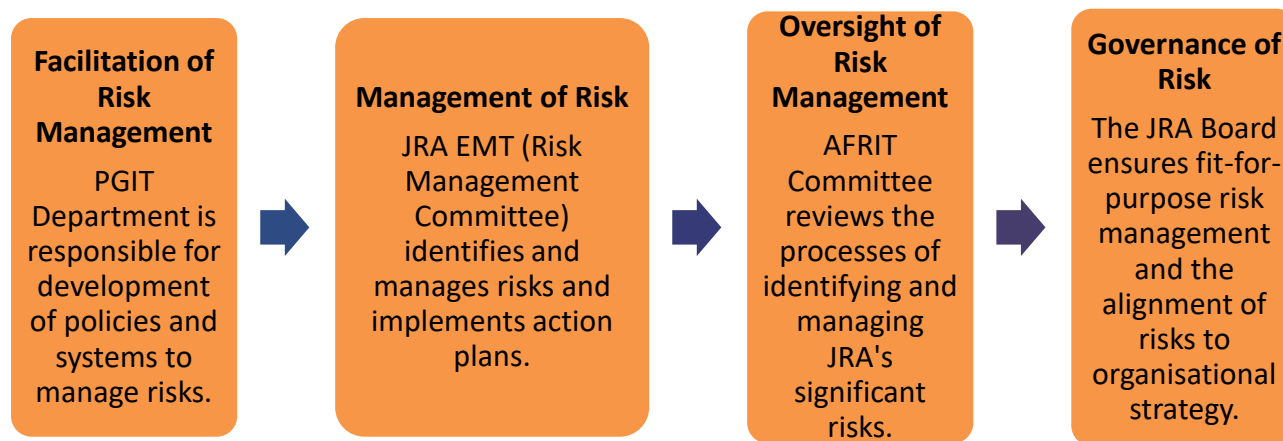 Facilitation of
Risk
Management
PGIT
Department is
responsible for
development
of policies and
systems to
manage risks.
Management of Risk
JRA EMT (Risk
Management
Committee)
identifies and
manages risks and
implements action
plans.
Oversight of
Risk
Management
AFRIT
Committee
reviews the
processes of
identifying and
managing
JRA's
significant
risks.
Governance of
Risk
The JRA Board
ensures fit-for-
purpose risk
management
and the
alignment of
risks to
organisational
strategy.